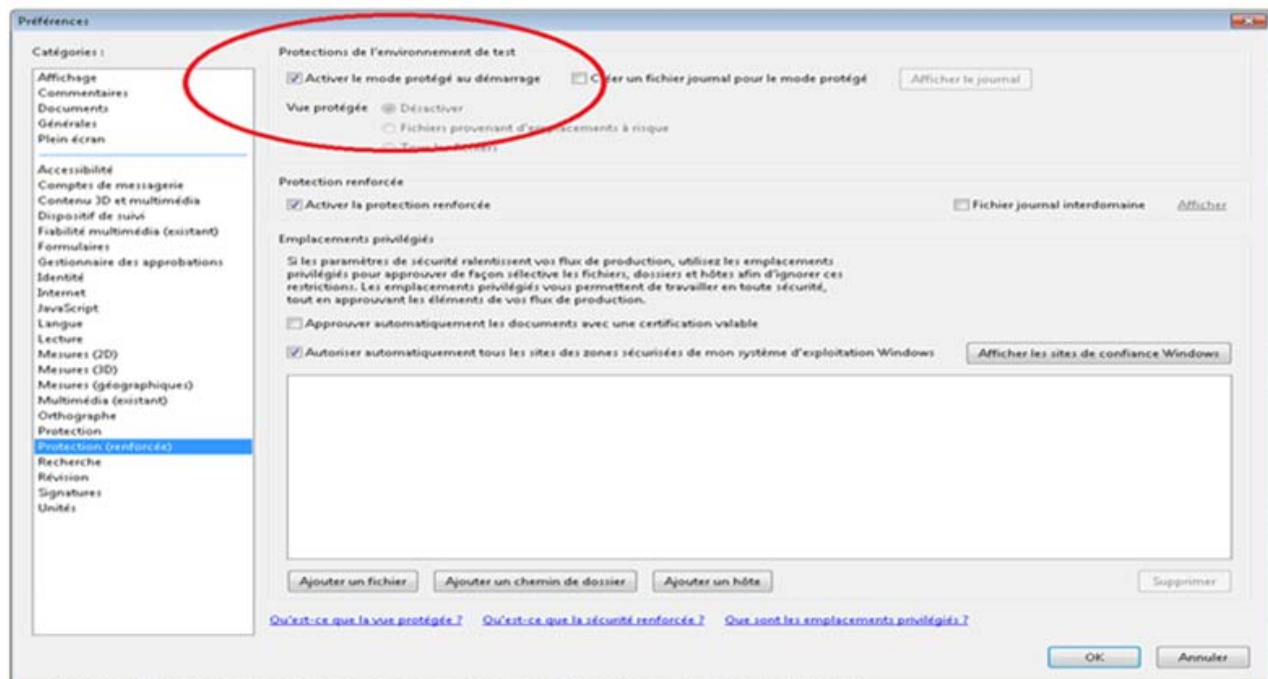 Préférences
Catégories :
Affichage
Commentaires
Documents
Générales
Plein écran
Accessibilité
Comptes de messagerie
Contenu 3D et multimédia
Dispositif de suivi
Fiabilité multimédia (existant)
Formulaires
Gestionnaire des approbations
Identité
Internet
JavaScript
Langue
Lecture
Mesures (2D)
Mesures (3D)
Mesures (géographiques)
Multimédia (existant)
Orthographe
Protection
Protection (renforcée)
Recherche
Révision
Signatures
Unités
Protections de l'environnement de test
Activer le mode protégé au démarrage
Créer un fichier journal pour le mode protégé
Afficher le journal
Vue protégée
Désactiver
Fichiers provenant d'emplacements à risque
Tous les fichiers
Protection renforcée
Activer la protection renforcée
Fichier journal interdomaine
Afficher
Emplacements privilégiés
Si les paramètres de sécurité ralentissent vos flux de production, utilisez les emplacements
privilégiés pour approuver de façon sélective les fichiers, dossiers et hôtes afin d'ignorer ces
restrictions. Les emplacements privilégiés vous permettent de travailler en toute sécurité,
tout en approuvant les éléments de vos flux de production.
Approuver automatiquement les documents avec une certification valable
Autoriser automatiquement tous les sites des zones sécurisées de mon système d'exploitation Windows
Afficher les sites de confiance Windows
Ajouter un fichier
Ajouter un chemin de dossier
Ajouter un hôte
Supprimer
Qu'est-ce que la vue protégée ?
Qu'est-ce que la sécurité renforcée ?
Que sont les emplacements privilégiés ?
OK
Annuler